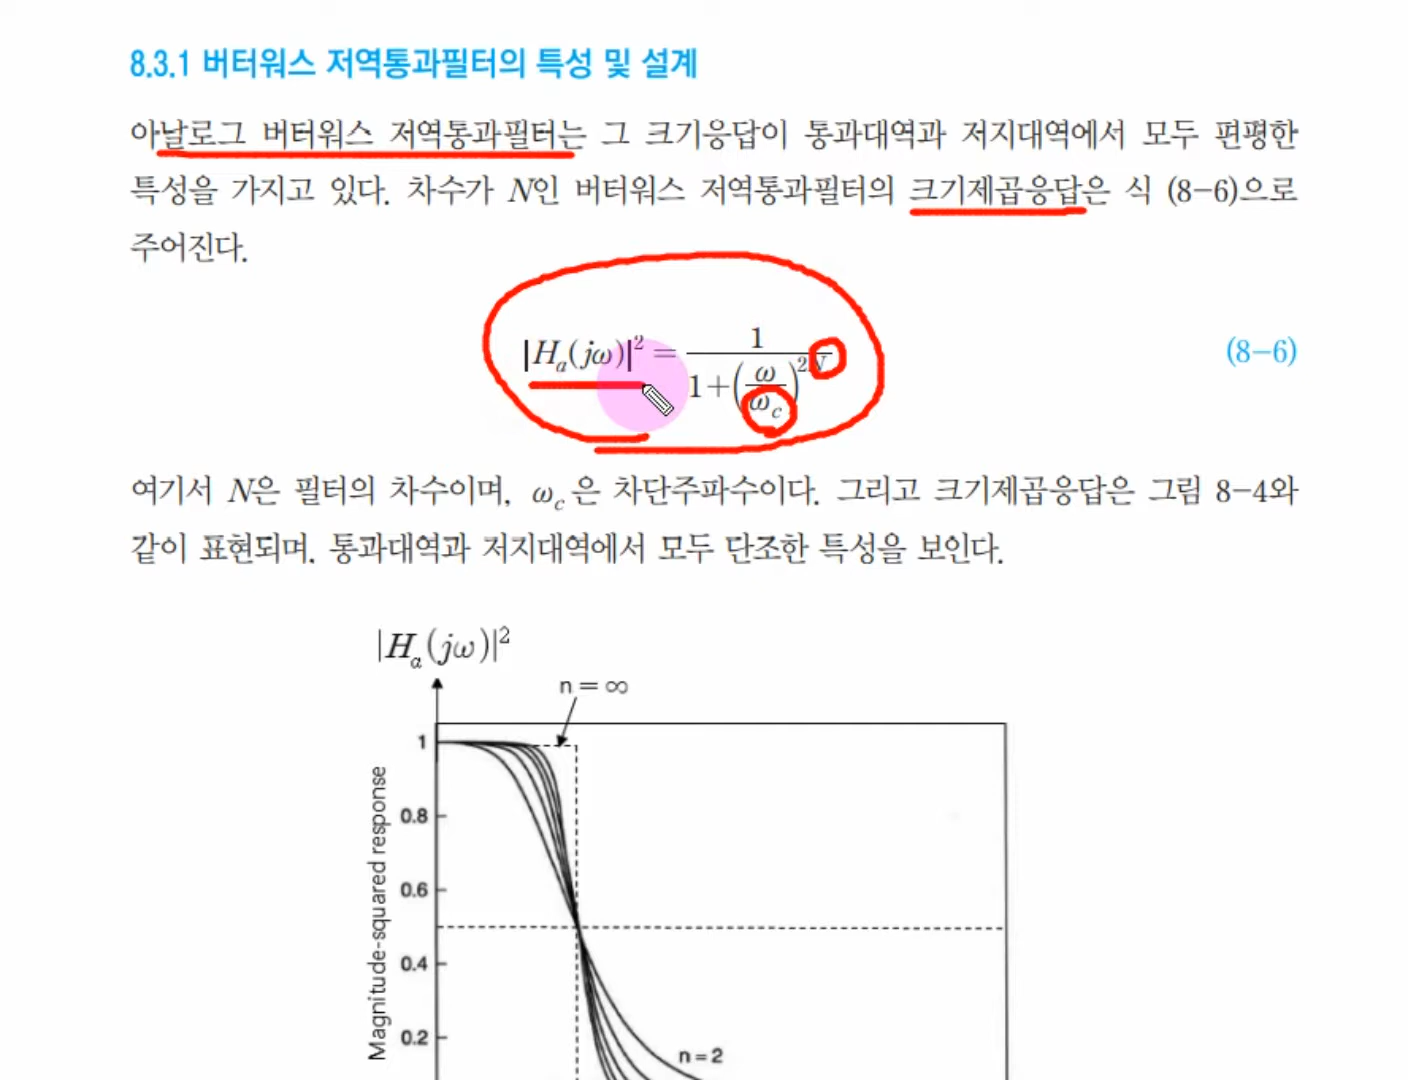 8.3.1 버터워스 저역통과필터의 특성 및 설계
아날로그 버터워스 저역통과필터는 그 크기응답이 통과대역과 저지대역에서 모두 편평한
특성을 가지고 있다. 차수가 N인 버터워스 저역통과필터의 크기제곱응답은 식 (8-6)으로
주어진다.
|Hₐ(jω)|² = 1 / (1+(ω/ω_c)^{2N}) (8-6)
여기서 N은 필터의 차수이며, ω_c은 차단주파수이다. 그리고 크기제곱응답은 그림 8-4와
같이 표현되며, 통과대역과 저지대역에서 모두 단조한 특성을 보인다.
|Hₐ(jω)|²
n = ∞
1
0.8
0.6
0.4
0.2
Magnitude-squared response
n = 2